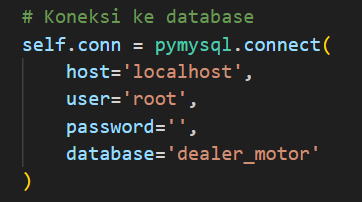 # Koneksi ke database
self.conn = pymysql.connect(
    host='localhost',
    user='root',
    password='',
    database='dealer_motor'
)